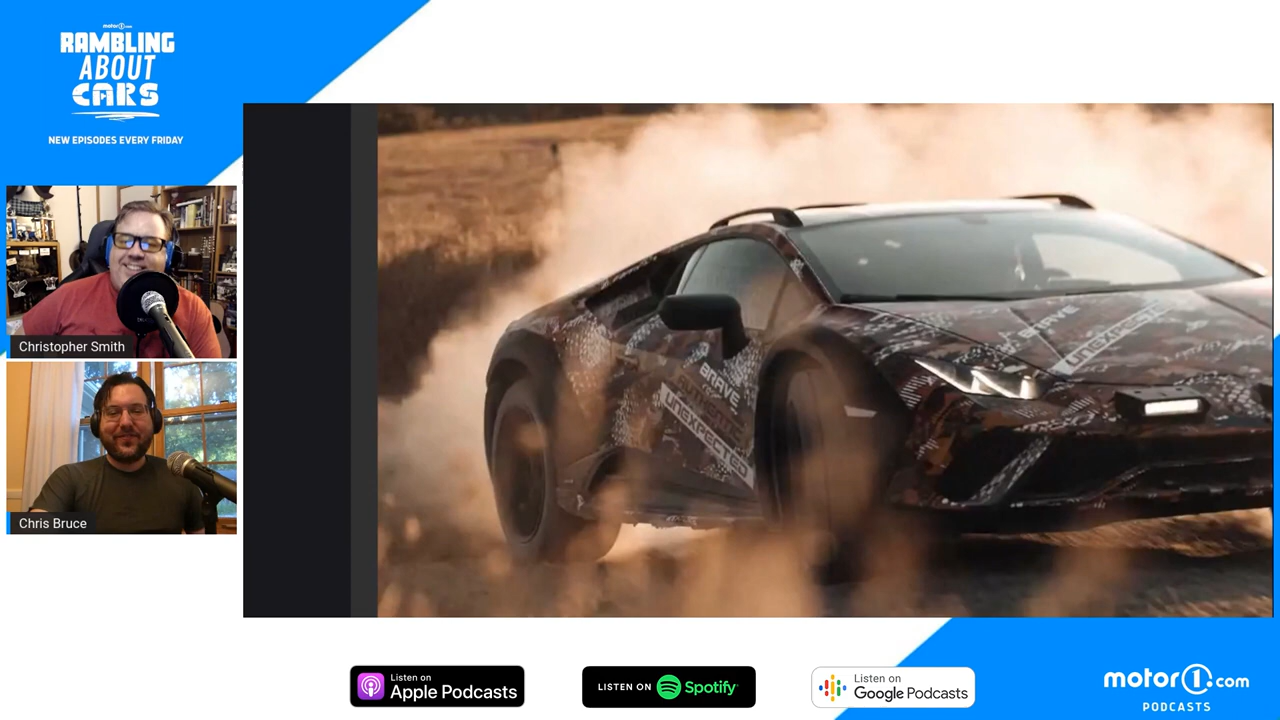 motor1.com
RAMBLING
ABOUT
CARS
NEW EPISODES EVERY FRIDAY
Christopher Smith
Chris Bruce
BRAVE
UNEXPECTED
BRAVE
AUTHENTIC
UNEXPECTED
Listen on
Apple Podcasts
LISTEN ON
Spotify
Listen on
Google Podcasts
motor1.com
PODCASTS